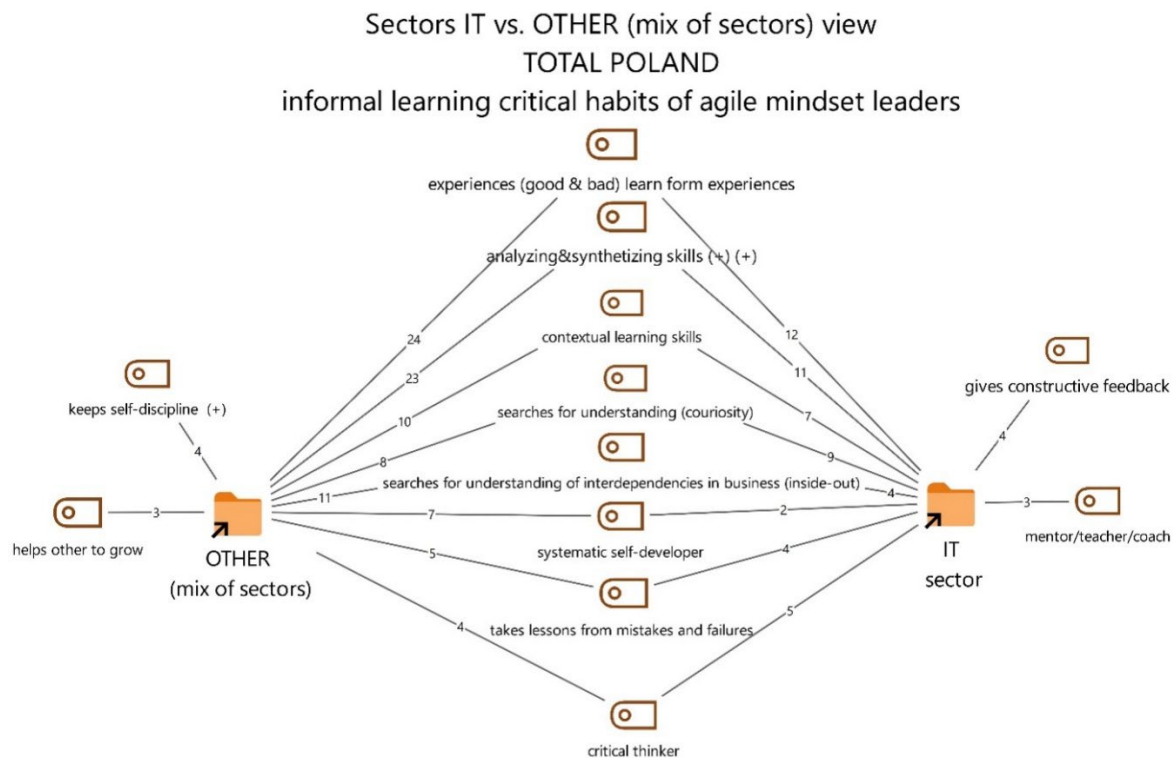 Sectors IT vs. OTHER (mix of sectors) view
TOTAL POLAND
informal learning critical habits of agile mindset leaders
experiences (good & bad) learn form experiences
analyzing&synthetizing skills (+) (+)
contextual learning skills
searches for understanding (couriosity)
searches for understanding of interdependencies in business (inside-out)
systematic self-developer
takes lessons from mistakes and failures
critical thinker
keeps self-discipline (+)
helps other to grow
OTHER
(mix of sectors)
gives constructive feedback
mentor/teacher/coach
IT
sector
24
23
10
8
11
7
5
4
4
3
12
11
7
9
4
2
4
5
4
3